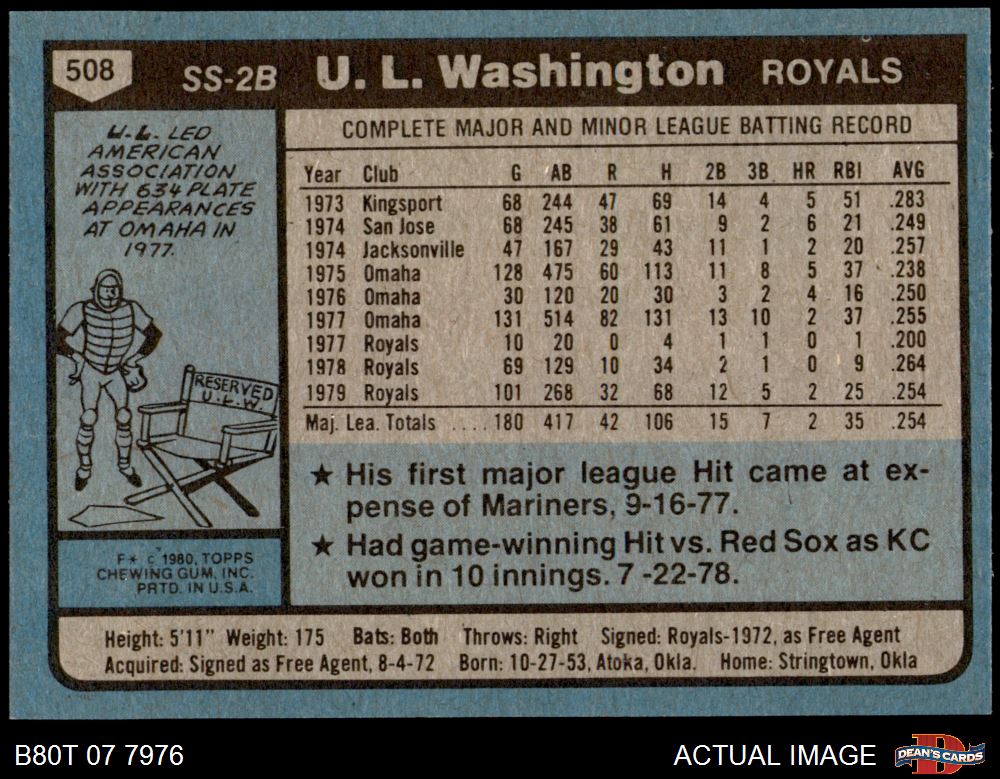 508 SS-2B U. L. Washington ROYALS
U.L. LED
AMERICAN
ASSOCIATION
WITH 634 PLATE
APPEARANCES
AT OMAHA IN
1977.
RESERVED
U.L.W.
F* © 1980, TOPPS
CHEWING GUM, INC.
PRTD. IN U.S.A.
COMPLETE MAJOR AND MINOR LEAGUE BATTING RECORD
Year Club G AB R H 2B 3B HR RBI AVG
1973 Kingsport 68 244 47 69 14 4 5 51 .283
1974 San Jose 68 245 38 61 9 2 6 21 .249
1974 Jacksonville 47 167 29 43 11 1 2 20 .257
1975 Omaha 128 475 60 113 11 8 5 37 .238
1976 Omaha 30 120 20 30 3 2 4 16 .250
1977 Omaha 131 514 82 131 13 10 2 37 .255
1977 Royals 10 20 0 4 1 1 0 1 .200
1978 Royals 69 129 10 34 2 1 0 9 .264
1979 Royals 101 268 32 68 12 5 2 25 .254
Maj. Lea. Totals .... 180 417 42 106 15 7 2 35 .254
★ His first major league Hit came at ex-
pense of Mariners, 9-16-77.
★ Had game-winning Hit vs. Red Sox as KC
won in 10 innings. 7 -22-78.
Height: 5'11" Weight: 175 Bats: Both Throws: Right Signed: Royals-1972, as Free Agent
Acquired: Signed as Free Agent, 8-4-72 Born: 10-27-53, Atoka, Okla. Home: Stringtown, Okla
B80T 07 7976 ACTUAL IMAGE DEAN'S CARDS